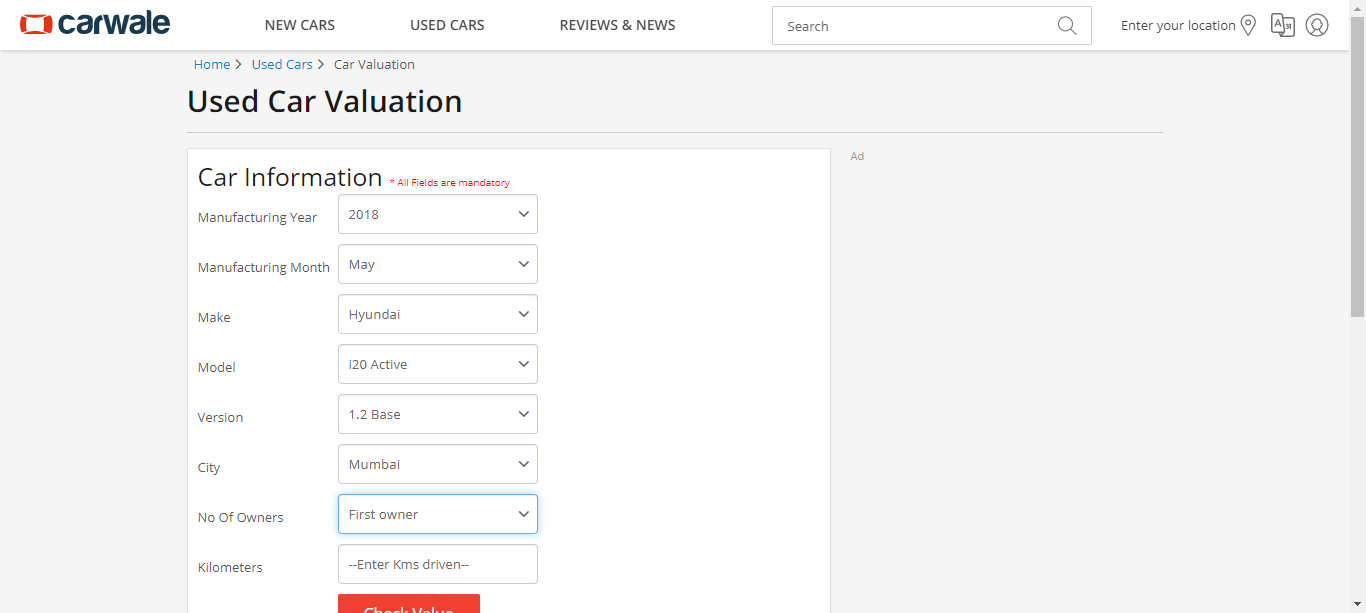 carwale NEW CARS USED CARS REVIEWS & NEWS Search Enter your location
Home > Used Cars > Car Valuation
Used Car Valuation
Ad
Car Information * All Fields are mandatory
Manufacturing Year 2018
Manufacturing Month May
Make Hyundai
Model i20 Active
Version 1.2 Base
City Mumbai
No Of Owners First owner
Kilometers --Enter Kms driven--
Check Value